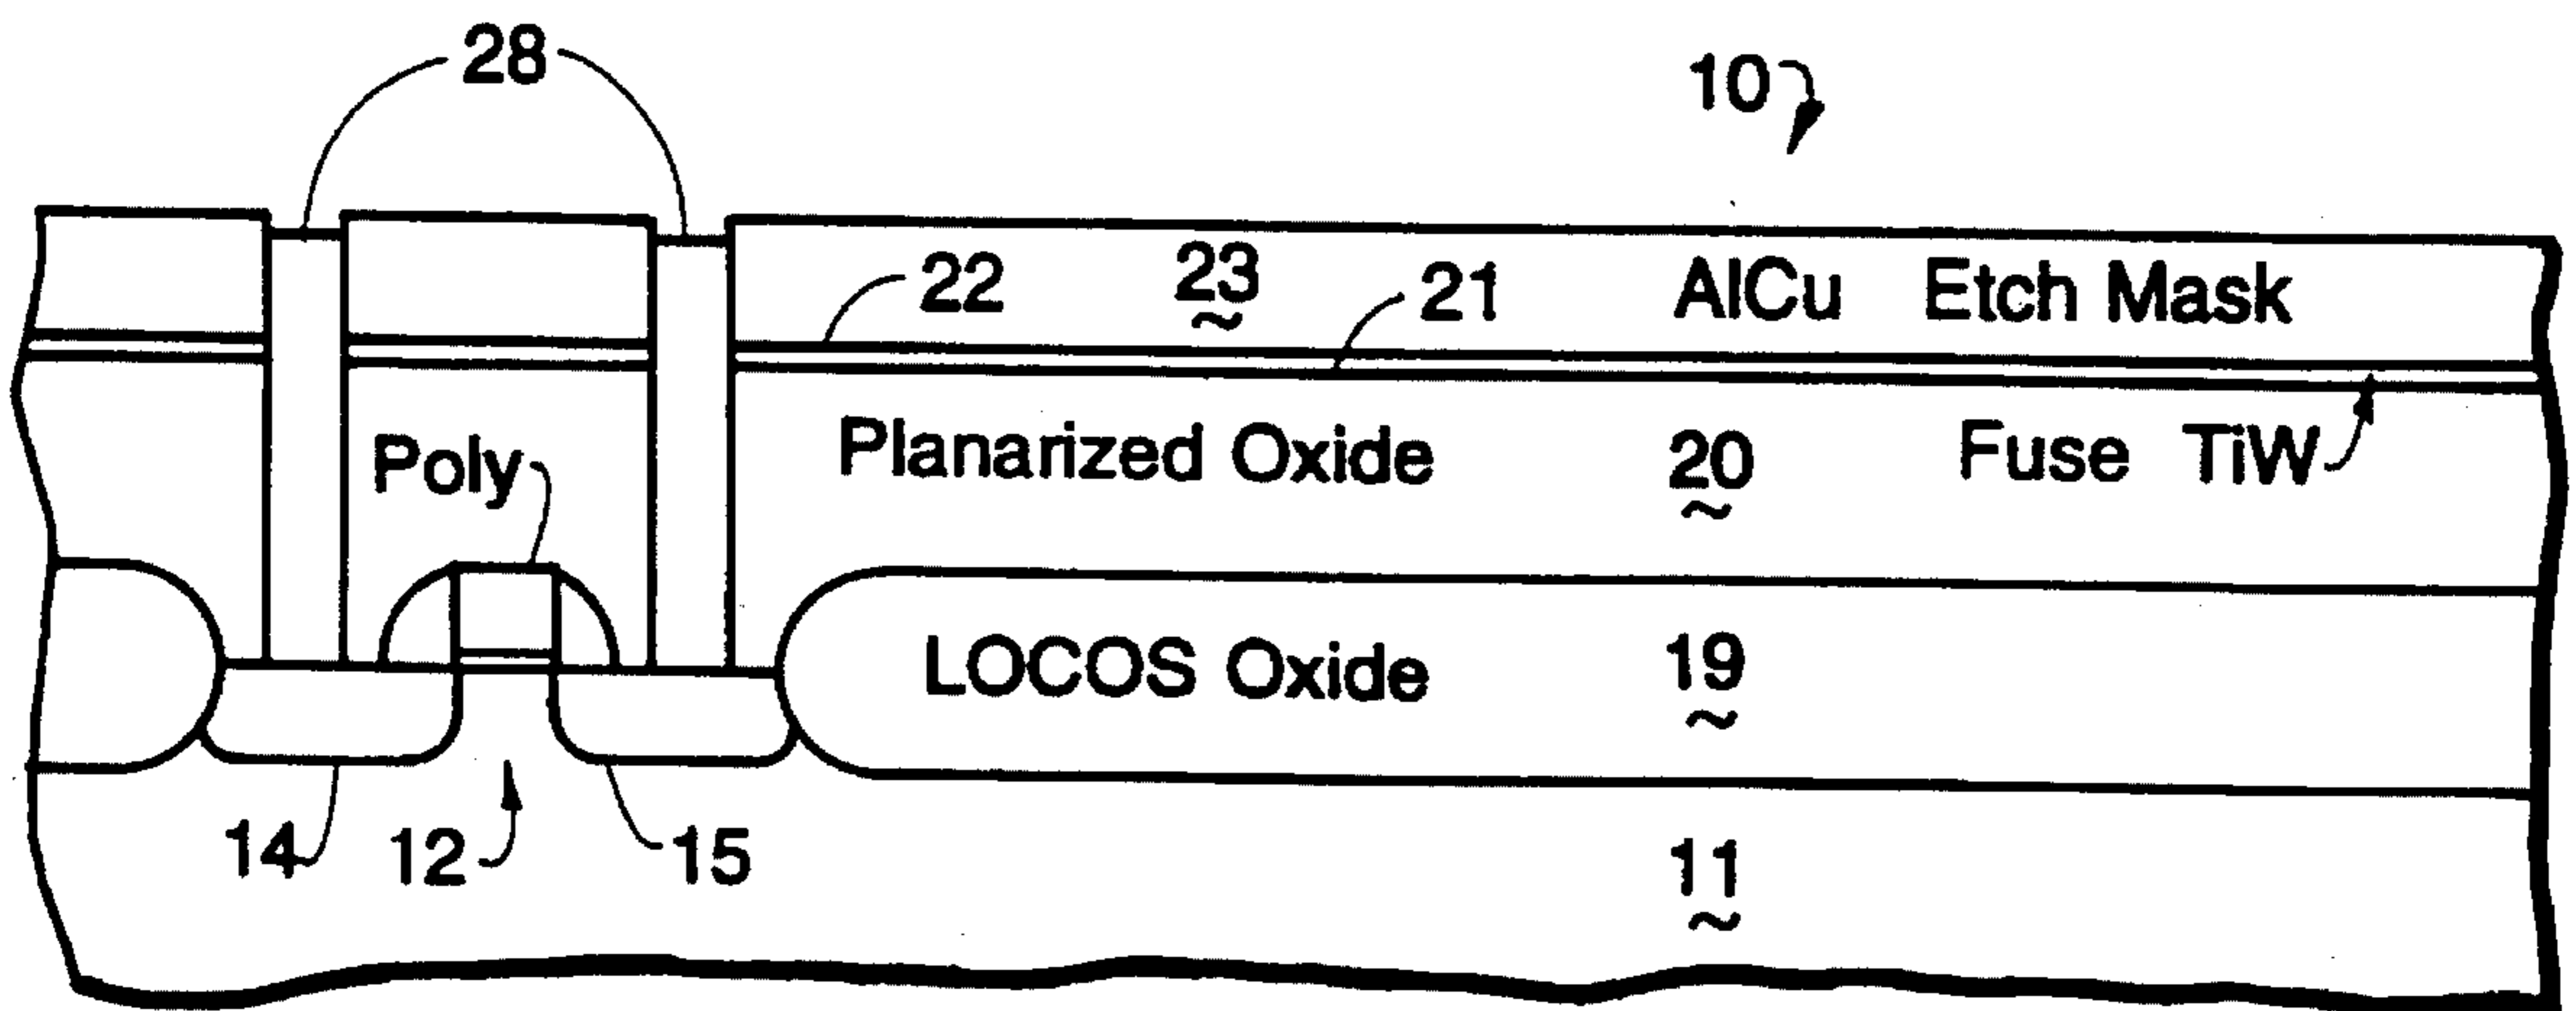 28
10
22
23
21
AlCu Etch Mask
Poly
Planarized Oxide
20
Fuse TiW
LOCOS Oxide
19
14
12
15
11